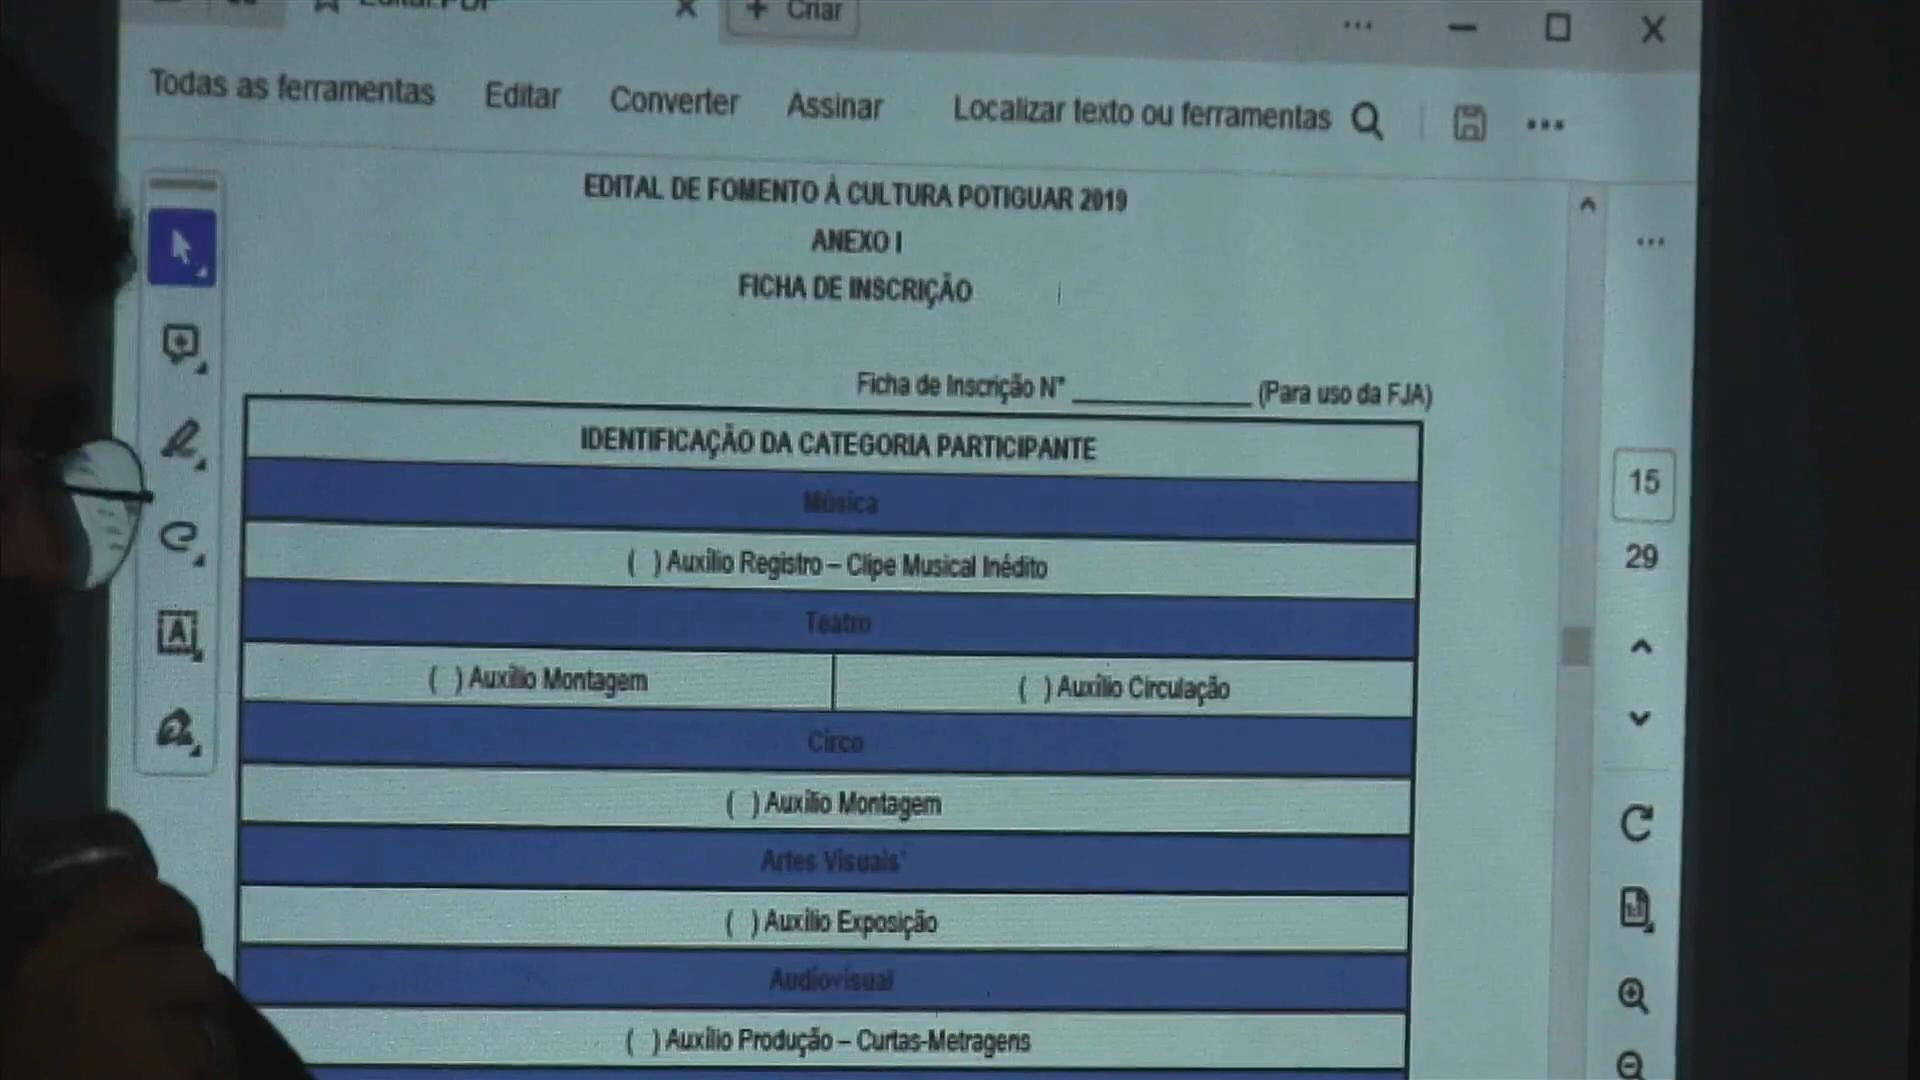 Edital.PDF
+ Criar
Todas as ferramentas Editar Converter Assinar Localizar texto ou ferramentas
EDITAL DE FOMENTO À CULTURA POTIGUAR 2019
ANEXO I
FICHA DE INSCRIÇÃO
Ficha de Inscrição N° ____________ (Para uso da FJA)
IDENTIFICAÇÃO DA CATEGORIA PARTICIPANTE
Música
( ) Auxílio Registro – Clipe Musical Inédito
Teatro
( ) Auxílio Montagem ( ) Auxílio Circulação
Circo
( ) Auxílio Montagem
Artes Visuais
( ) Auxílio Exposição
Audiovisual
( ) Auxílio Produção – Curtas-Metragens
15
29